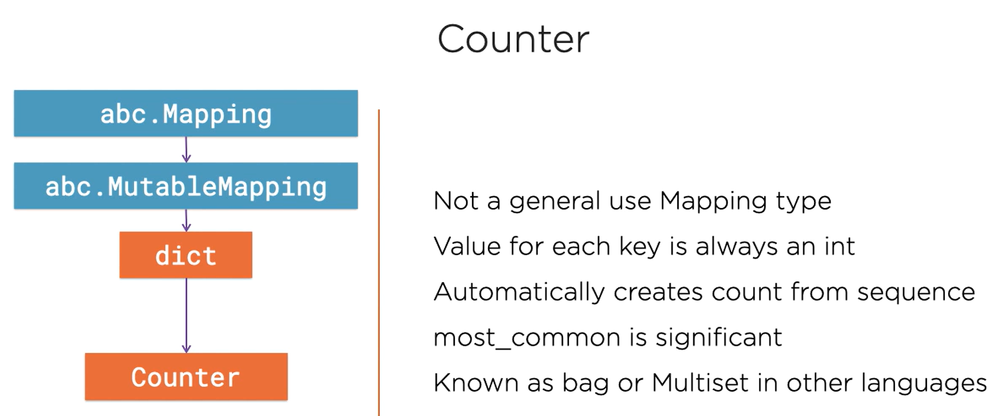 Counter
abc.Mapping
abc.MutableMapping
dict
Counter
Not a general use Mapping type
Value for each key is always an int
Automatically creates count from sequence
most_common is significant
Known as bag or Multiset in other languages